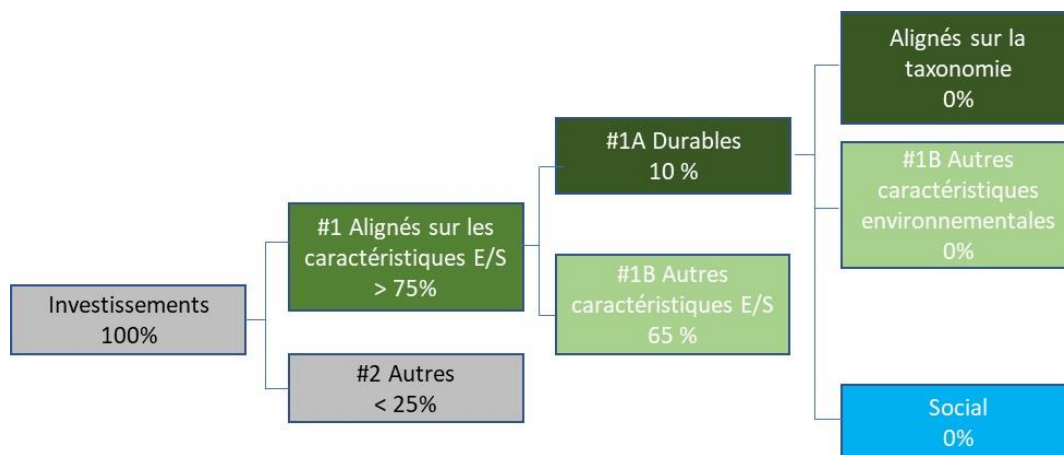 Investissements
100%
#1 Alignés sur les
caractéristiques E/S
> 75%
#2 Autres
< 25%
#1A Durables
10 %
#1B Autres
caractéristiques E/S
65 %
Alignés sur la
taxonomie
0%
#1B Autres
caractéristiques
environnementales
0%
Social
0%